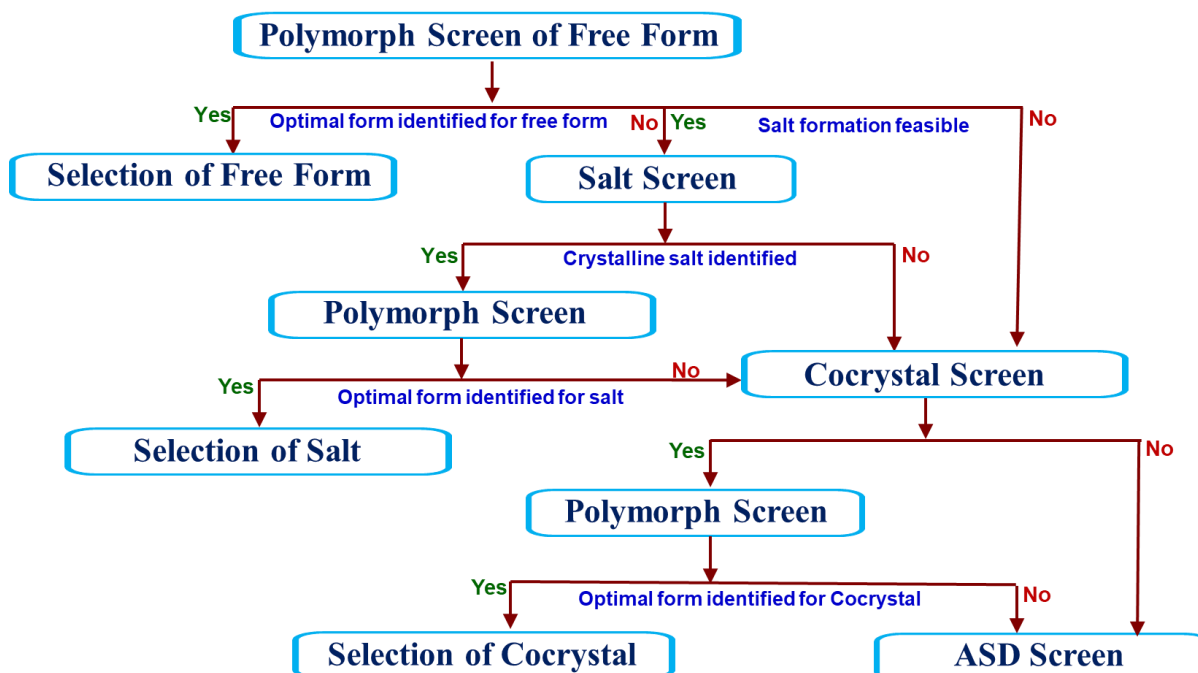 Polymorph Screen of Free Form
Yes
Optimal form identified for free form
No
Yes
Salt formation feasible
No
Selection of Free Form
Salt Screen
Yes
Crystalline salt identified
No
Polymorph Screen
Cocrystal Screen
Yes
Optimal form identified for salt
No
Selection of Salt
Yes
No
Polymorph Screen
Yes
Optimal form identified for Cocrystal
No
Selection of Cocrystal
ASD Screen